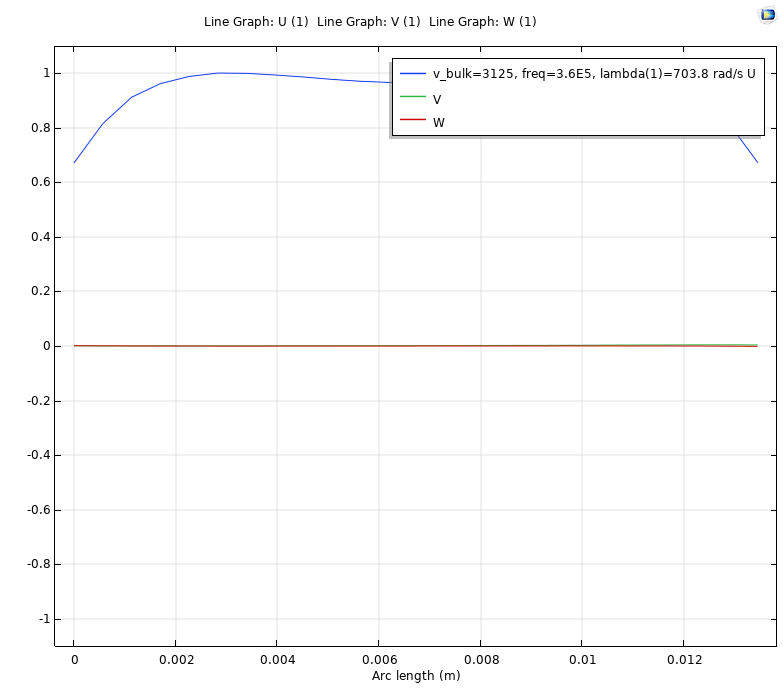 Line Graph: U (1)  Line Graph: V (1)  Line Graph: W (1)
1
0.8
0.6
0.4
0.2
0
-0.2
-0.4
-0.6
-0.8
-1
v_bulk=3125, freq=3.6E5, lambda(1)=703.8 rad/s U
V
W
0 0.002 0.004 0.006 0.008 0.01 0.012
Arc length (m)